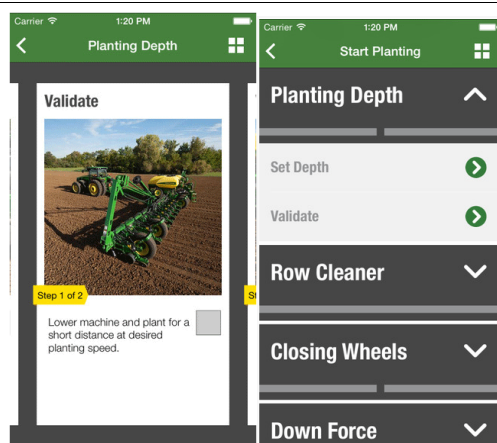 Carrier 1:20 PM
Planting Depth
Validate
Step 1 of 2
Lower machine and plant for a
short distance at desired
planting speed.
St
Carrier 1:20 PM
Start Planting
Planting Depth
Set Depth
Validate
Row Cleaner
Closing Wheels
Down Force